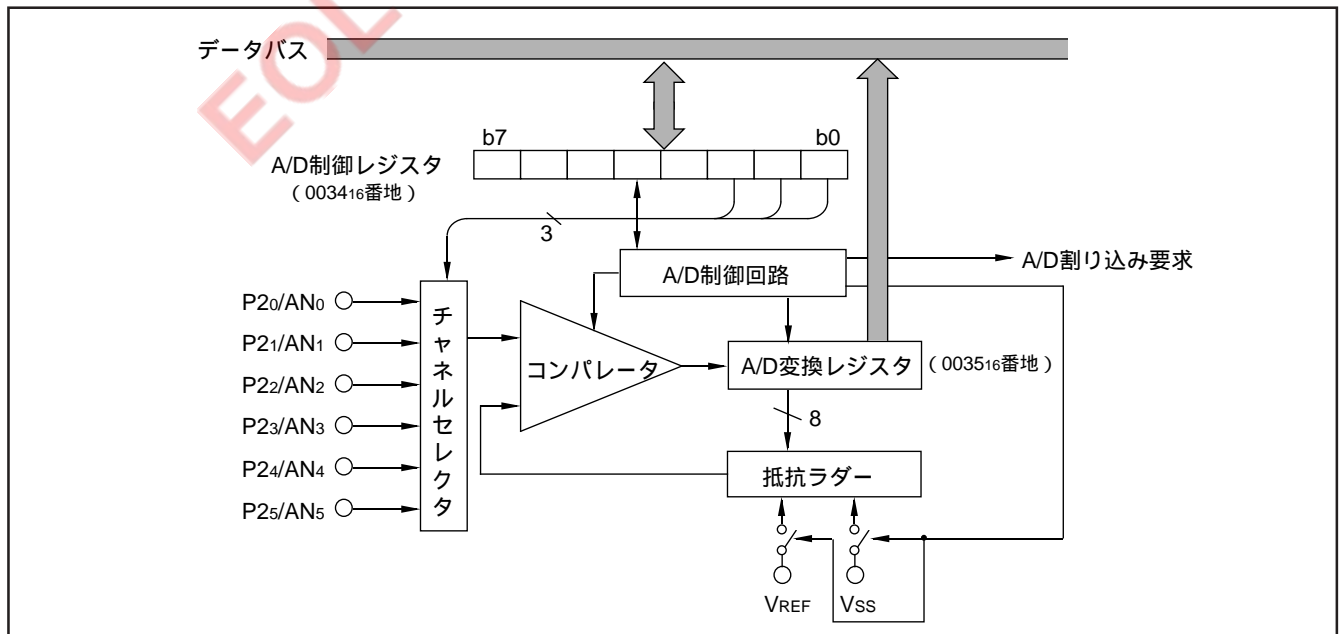 EOL
データバス
b7
b0
A/D制御レジスタ
(0034₁₆番地)
3
A/D制御回路
A/D割り込み要求
P2₀/AN₀
P2₁/AN₁
P2₂/AN₂
P2₃/AN₃
P2₄/AN₄
P2₅/AN₅
チャネルセレクタ
コンパレータ
A/D変換レジスタ
(0035₁₆番地)
8
抵抗ラダー
VREF
VSS